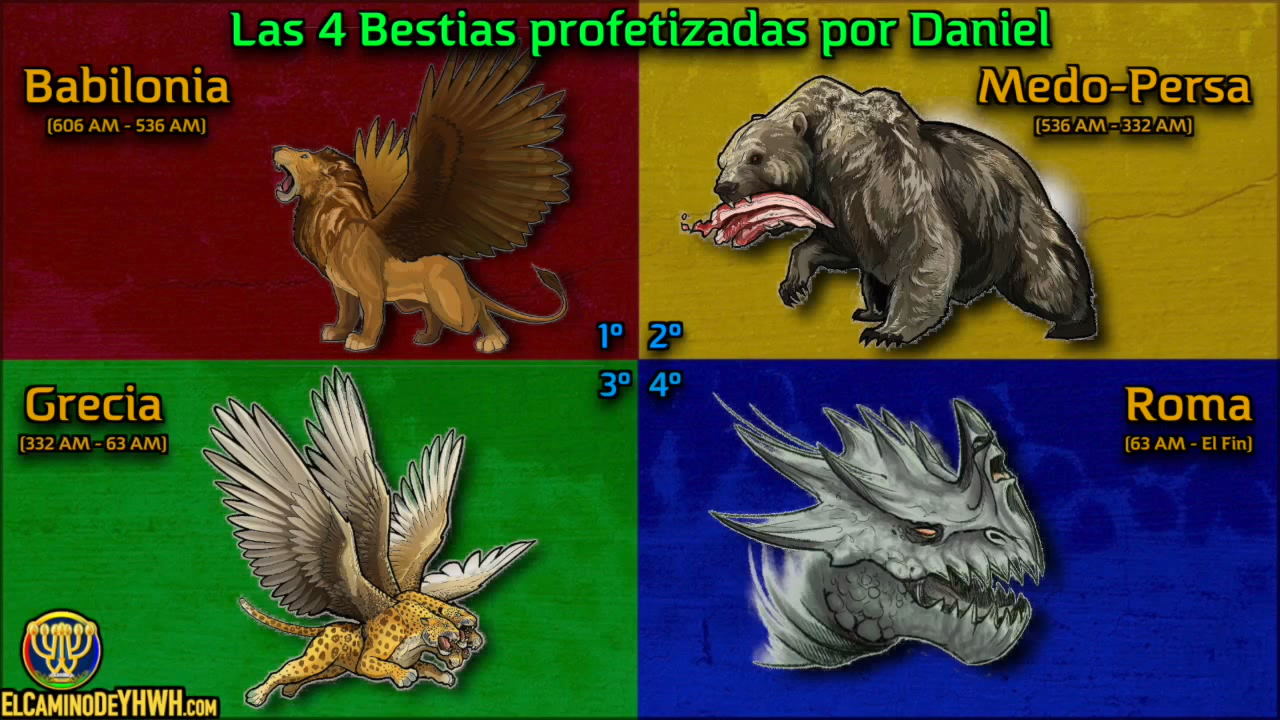 Las 4 Bestias profetizadas por Daniel
Babilonia
(606 AM - 536 AM)
Medo-Persa
(536 AM - 332 AM)
1º
2º
3º
4º
Grecia
(332 AM - 63 AM)
Roma
(63 AM - El Fin)
ELCAMINODEYHWH.COM